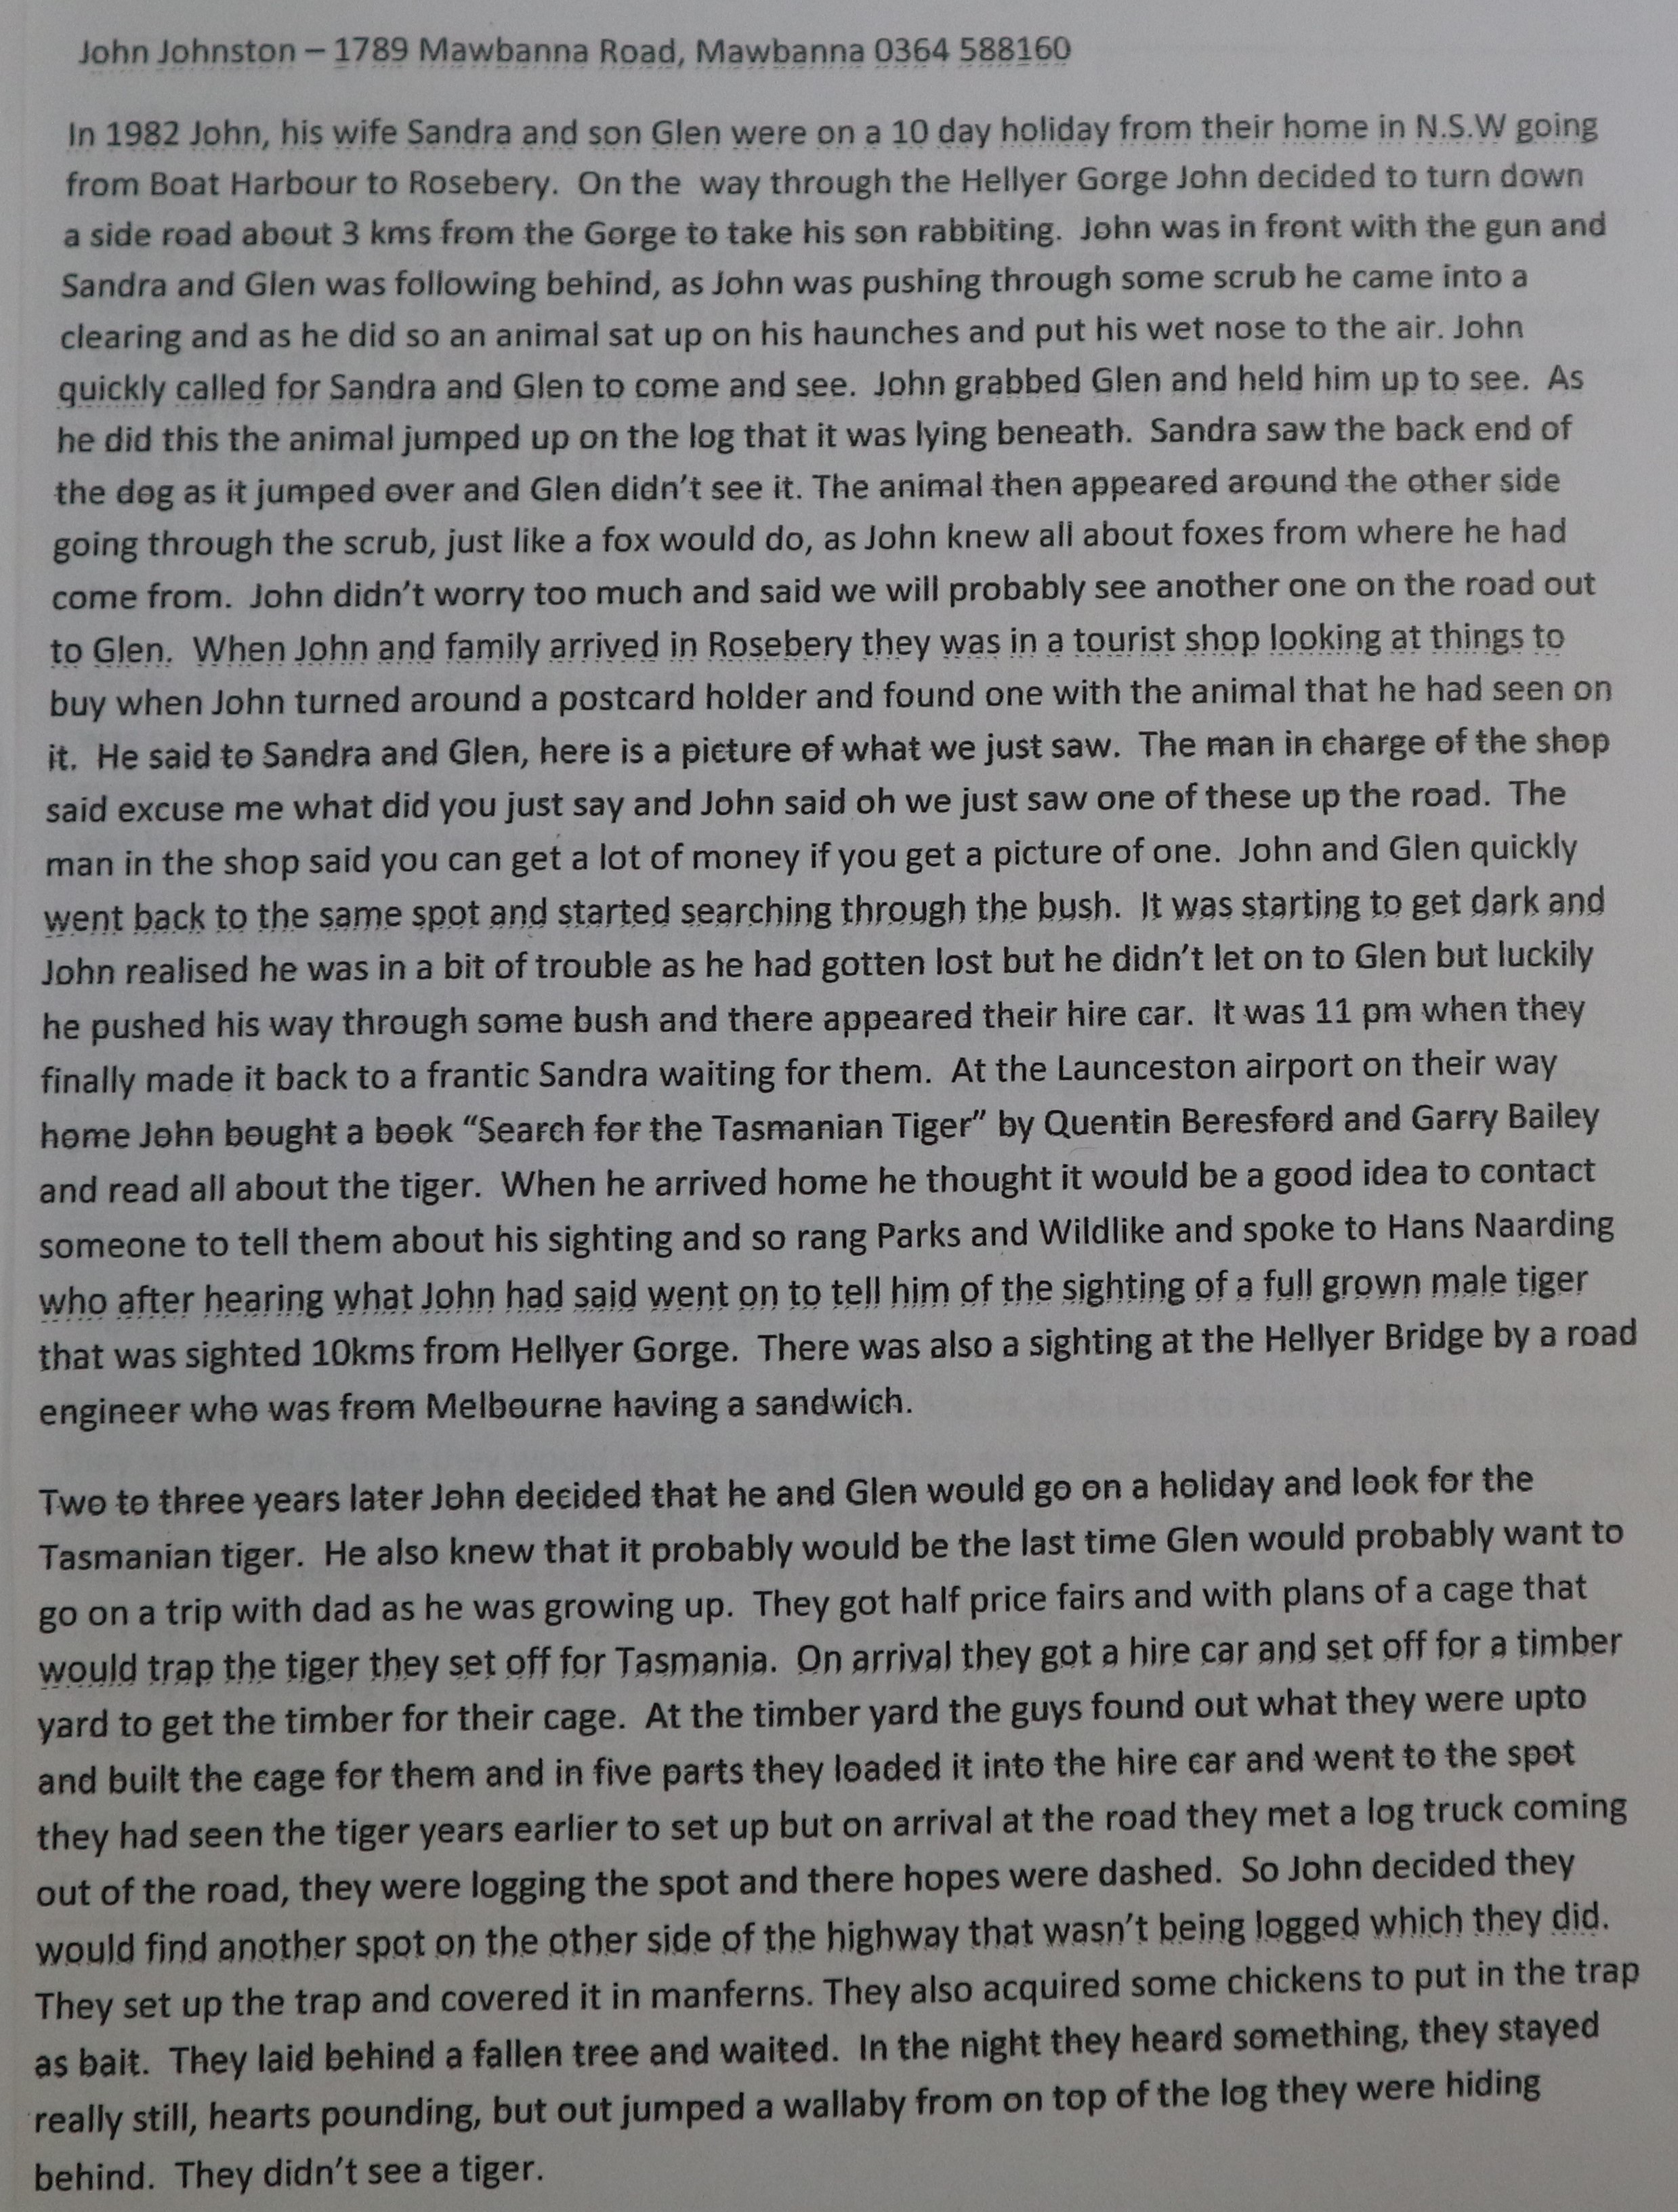 John Johnston – 1789 Mawbanna Road, Mawbanna 0364 588160
In 1982 John, his wife Sandra and son Glen were on a 10 day holiday from their home in N.S.W going
from Boat Harbour to Rosebery.  On the  way through the Hellyer Gorge John decided to turn down
a side road about 3 kms from the Gorge to take his son rabbiting.  John was in front with the gun and
Sandra and Glen was following behind, as John was pushing through some scrub he came into a
clearing and as he did so an animal sat up on his haunches and put his wet nose to the air. John
quickly called for Sandra and Glen to come and see.  John grabbed Glen and held him up to see.  As
he did this the animal jumped up on the log that it was lying beneath.  Sandra saw the back end of
the dog as it jumped over and Glen didn't see it. The animal then appeared around the other side
going through the scrub, just like a fox would do, as John knew all about foxes from where he had
come from.  John didn't worry too much and said we will probably see another one on the road out
to Glen.  When John and family arrived in Rosebery they was in a tourist shop looking at things to
buy when John turned around a postcard holder and found one with the animal that he had seen on
it.  He said to Sandra and Glen, here is a picture of what we just saw.  The man in charge of the shop
said excuse me what did you just say and John said oh we just saw one of these up the road.  The
man in the shop said you can get a lot of money if you get a picture of one.  John and Glen quickly
went back to the same spot and started searching through the bush.  It was starting to get dark and
John realised he was in a bit of trouble as he had gotten lost but he didn't let on to Glen but luckily
he pushed his way through some bush and there appeared their hire car.  It was 11 pm when they
finally made it back to a frantic Sandra waiting for them.  At the Launceston airport on their way
home John bought a book “Search for the Tasmanian Tiger” by Quentin Beresford and Garry Bailey
and read all about the tiger.  When he arrived home he thought it would be a good idea to contact
someone to tell them about his sighting and so rang Parks and Wildlike and spoke to Hans Naarding
who after hearing what John had said went on to tell him of the sighting of a full grown male tiger
that was sighted 10kms from Hellyer Gorge.  There was also a sighting at the Hellyer Bridge by a road
engineer who was from Melbourne having a sandwich.
Two to three years later John decided that he and Glen would go on a holiday and look for the
Tasmanian tiger.  He also knew that it probably would be the last time Glen would probably want to
go on a trip with dad as he was growing up.  They got half price fairs and with plans of a cage that
would trap the tiger they set off for Tasmania.  On arrival they got a hire car and set off for a timber
yard to get the timber for their cage.  At the timber yard the guys found out what they were upto
and built the cage for them and in five parts they loaded it into the hire car and went to the spot
they had seen the tiger years earlier to set up but on arrival at the road they met a log truck coming
out of the road, they were logging the spot and there hopes were dashed.  So John decided they
would find another spot on the other side of the highway that wasn't being logged which they did.
They set up the trap and covered it in manferns. They also acquired some chickens to put in the trap
as bait.  They laid behind a fallen tree and waited.  In the night they heard something, they stayed
really still, hearts pounding, but out jumped a wallaby from on top of the log they were hiding
behind.  They didn't see a tiger.